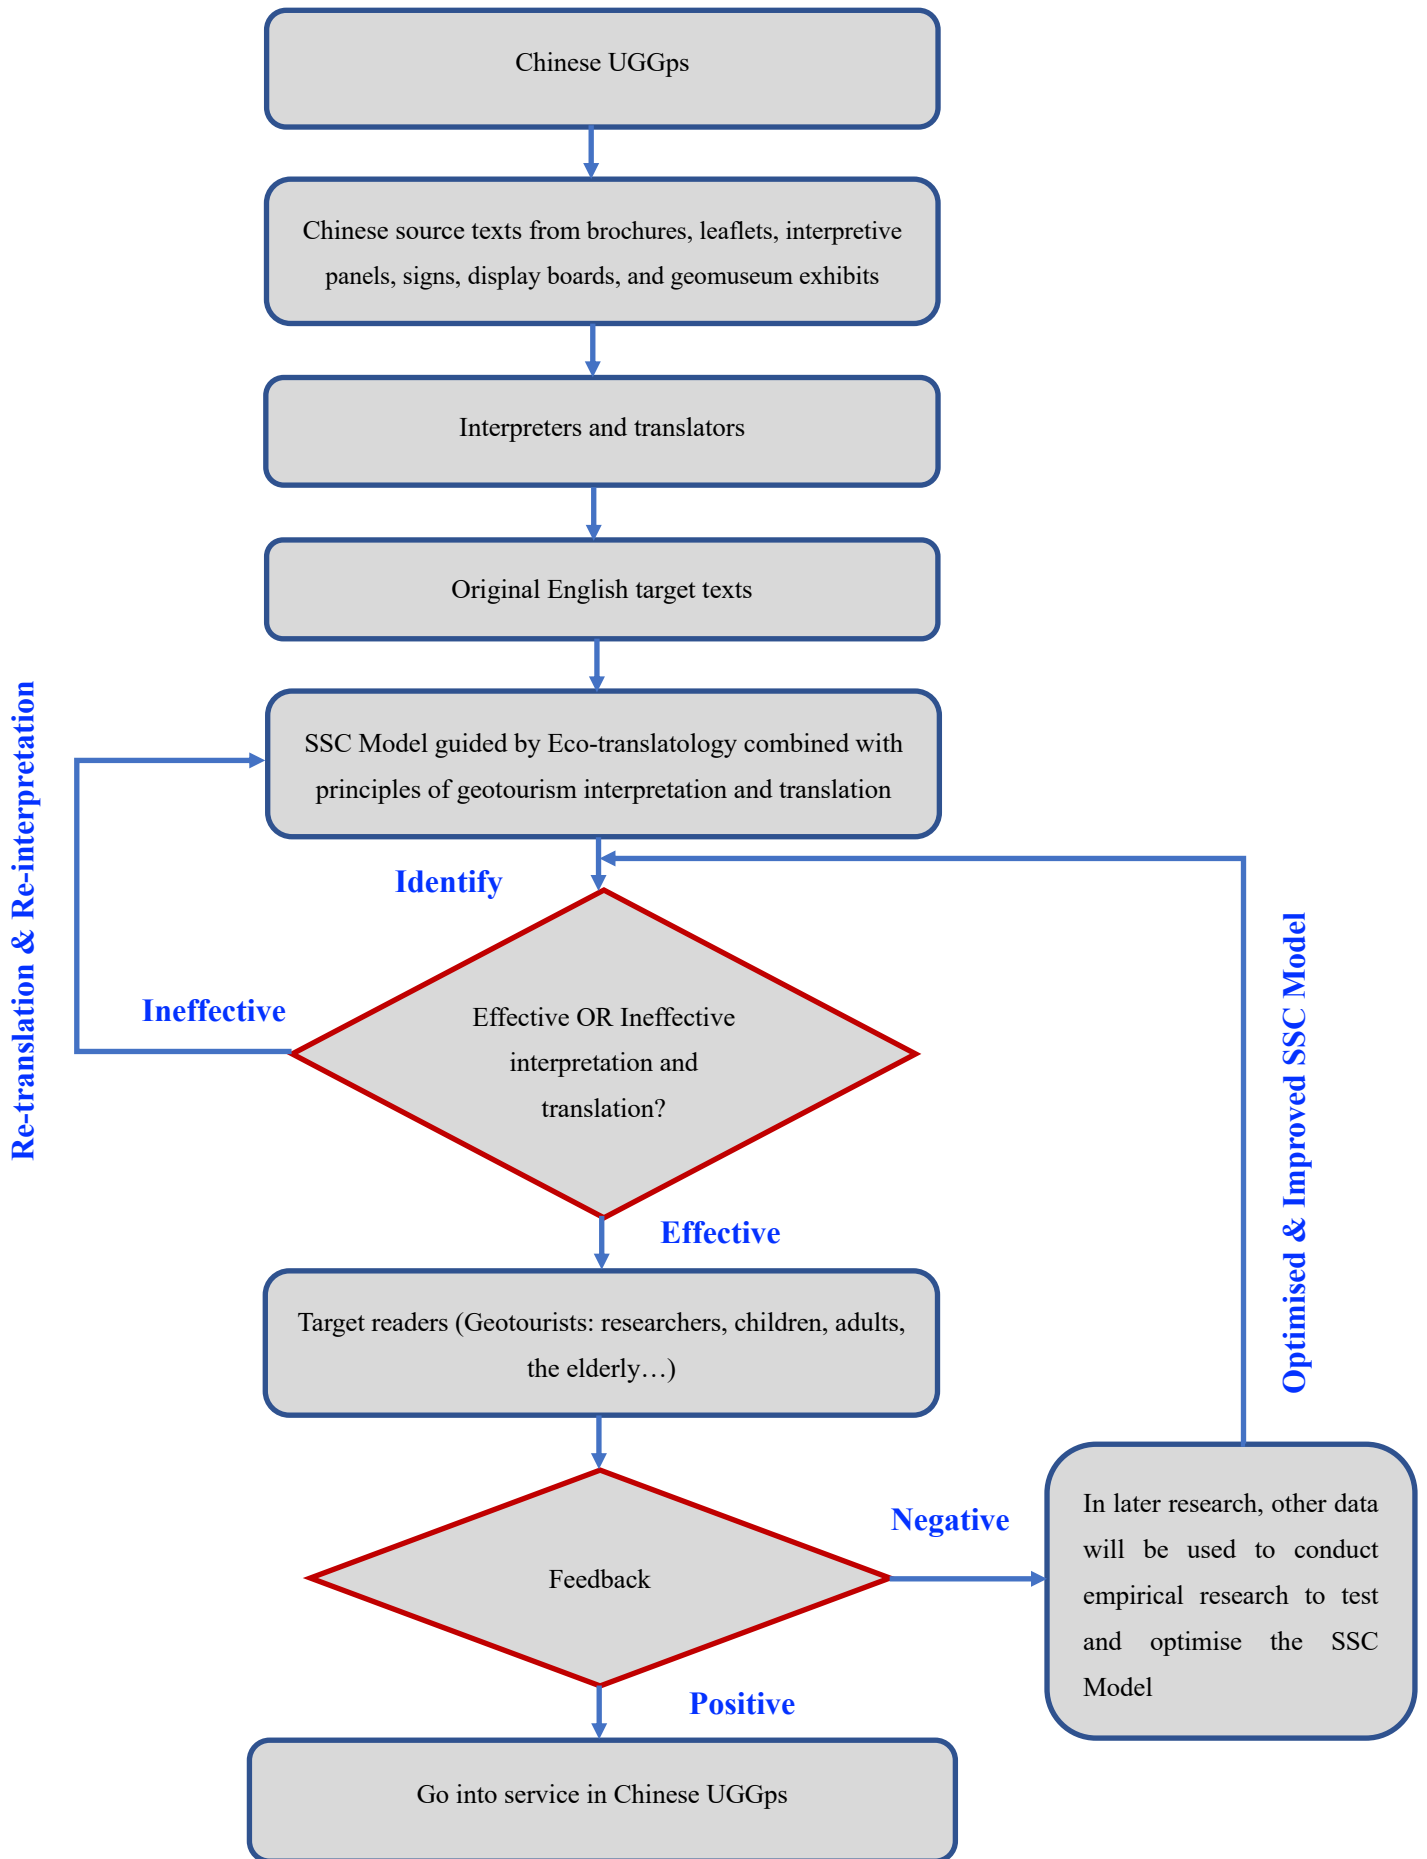 Chinese UGGps
Chinese source texts from brochures, leaflets, interpretive
panels, signs, display boards, and geomuseum exhibits
Interpreters and translators
Original English target texts
SSC Model guided by Eco-translatology combined with
principles of geotourism interpretation and translation
Identify
Re-translation & Re-interpretation
Ineffective
Effective OR Ineffective
interpretation and
translation?
Optimised & Improved SSC Model
Effective
Target readers (Geotourists: researchers, children, adults,
the elderly…)
Feedback
Negative
In later research, other data
will be used to conduct
empirical research to test
and optimise the SSC
Model
Positive
Go into service in Chinese UGGps